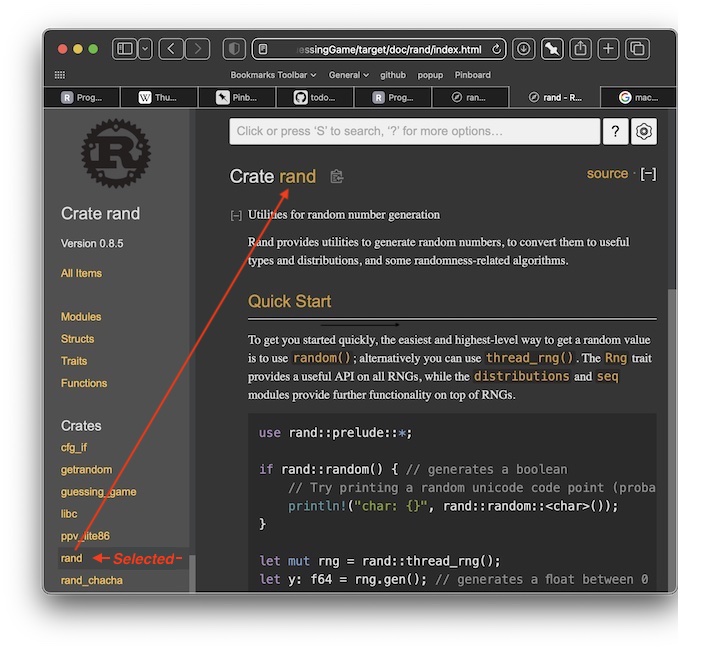 essingGame/target/doc/rand/index.html
Bookmarks Toolbar General github popup Pinboard
R Prog... W Thu... Pinb... todo... R Prog... ran... rand - R... G mac...
Click or press ‘S’ to search, ‘?’ for more options…
?
R
Crate rand
source · [−]
Crate rand
Version 0.8.5
All Items
Modules
Structs
Traits
Functions
Crates
cfg_if
getrandom
guessing_game
libc
ppv_lite86
rand
Selected
rand_chacha
[−] Utilities for random number generation
Rand provides utilities to generate random numbers, to convert them to useful
types and distributions, and some randomness-related algorithms.
Quick Start
To get you started quickly, the easiest and highest-level way to get a random value
is to use random(); alternatively you can use thread_rng(). The Rng trait
provides a useful API on all RNGs, while the distributions and seq
modules provide further functionality on top of RNGs.
use rand::prelude::*;
if rand::random() { // generates a boolean
// Try printing a random unicode code point (proba
println!("char: {}", rand::random::<char>());
}
let mut rng = rand::thread_rng();
let y: f64 = rng.gen(); // generates a float between 0